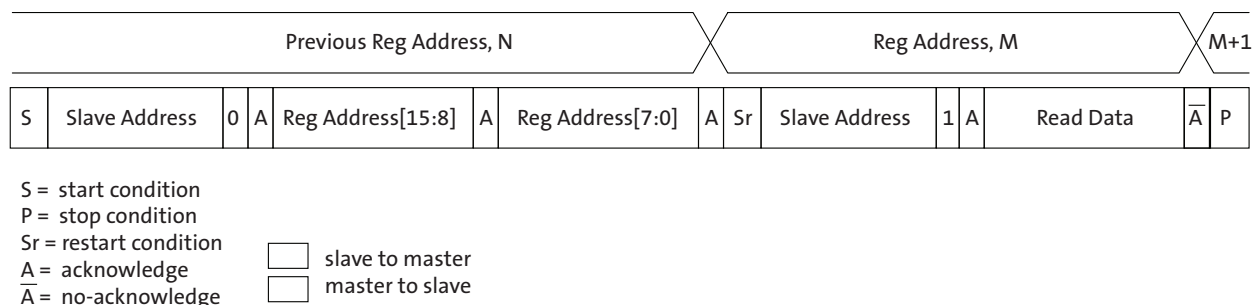 Previous Reg Address, N Reg Address, M M+1
S Slave Address 0 A Reg Address[15:8] A Reg Address[7:0] A Sr Slave Address 1 A Read Data A̅ P
S = start condition
P = stop condition
Sr = restart condition
A = acknowledge
A̅ = no-acknowledge
slave to master
master to slave